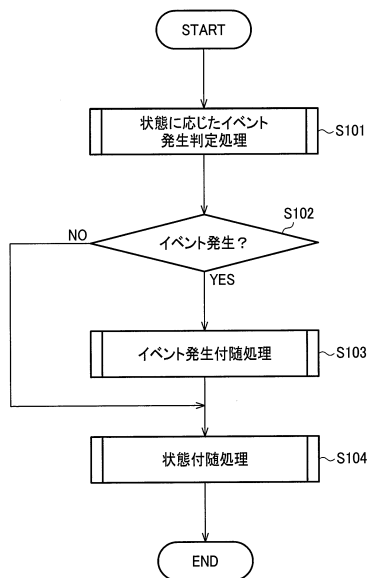 START
状態に応じたイベント
発生判定処理
S101
S102
イベント発生？
NO
YES
イベント発生付随処理
S103
状態付随処理
S104
END